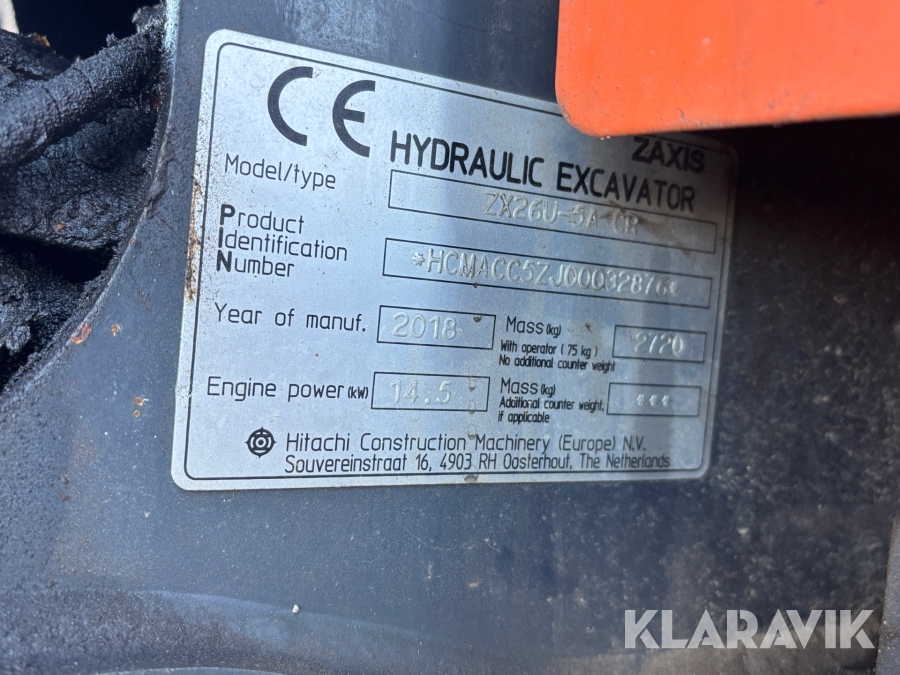 CE
ZAXIS
HYDRAULIC EXCAVATOR
Model/type ZX26U-5A CR
Product
Identification
Number *HCMACC5ZJ00032876*
Year of manuf. 2018
Mass (kg)
With operator ( 75 kg )
No additional counter weight
2720
Engine power (kW) 14.5
Mass (kg)
Additional counter weight,
if applicable
***
Hitachi Construction Machinery (Europe) N.V.
Souvereinstraat 16, 4903 RH Oosterhout, The Netherlands
KLARAVIK